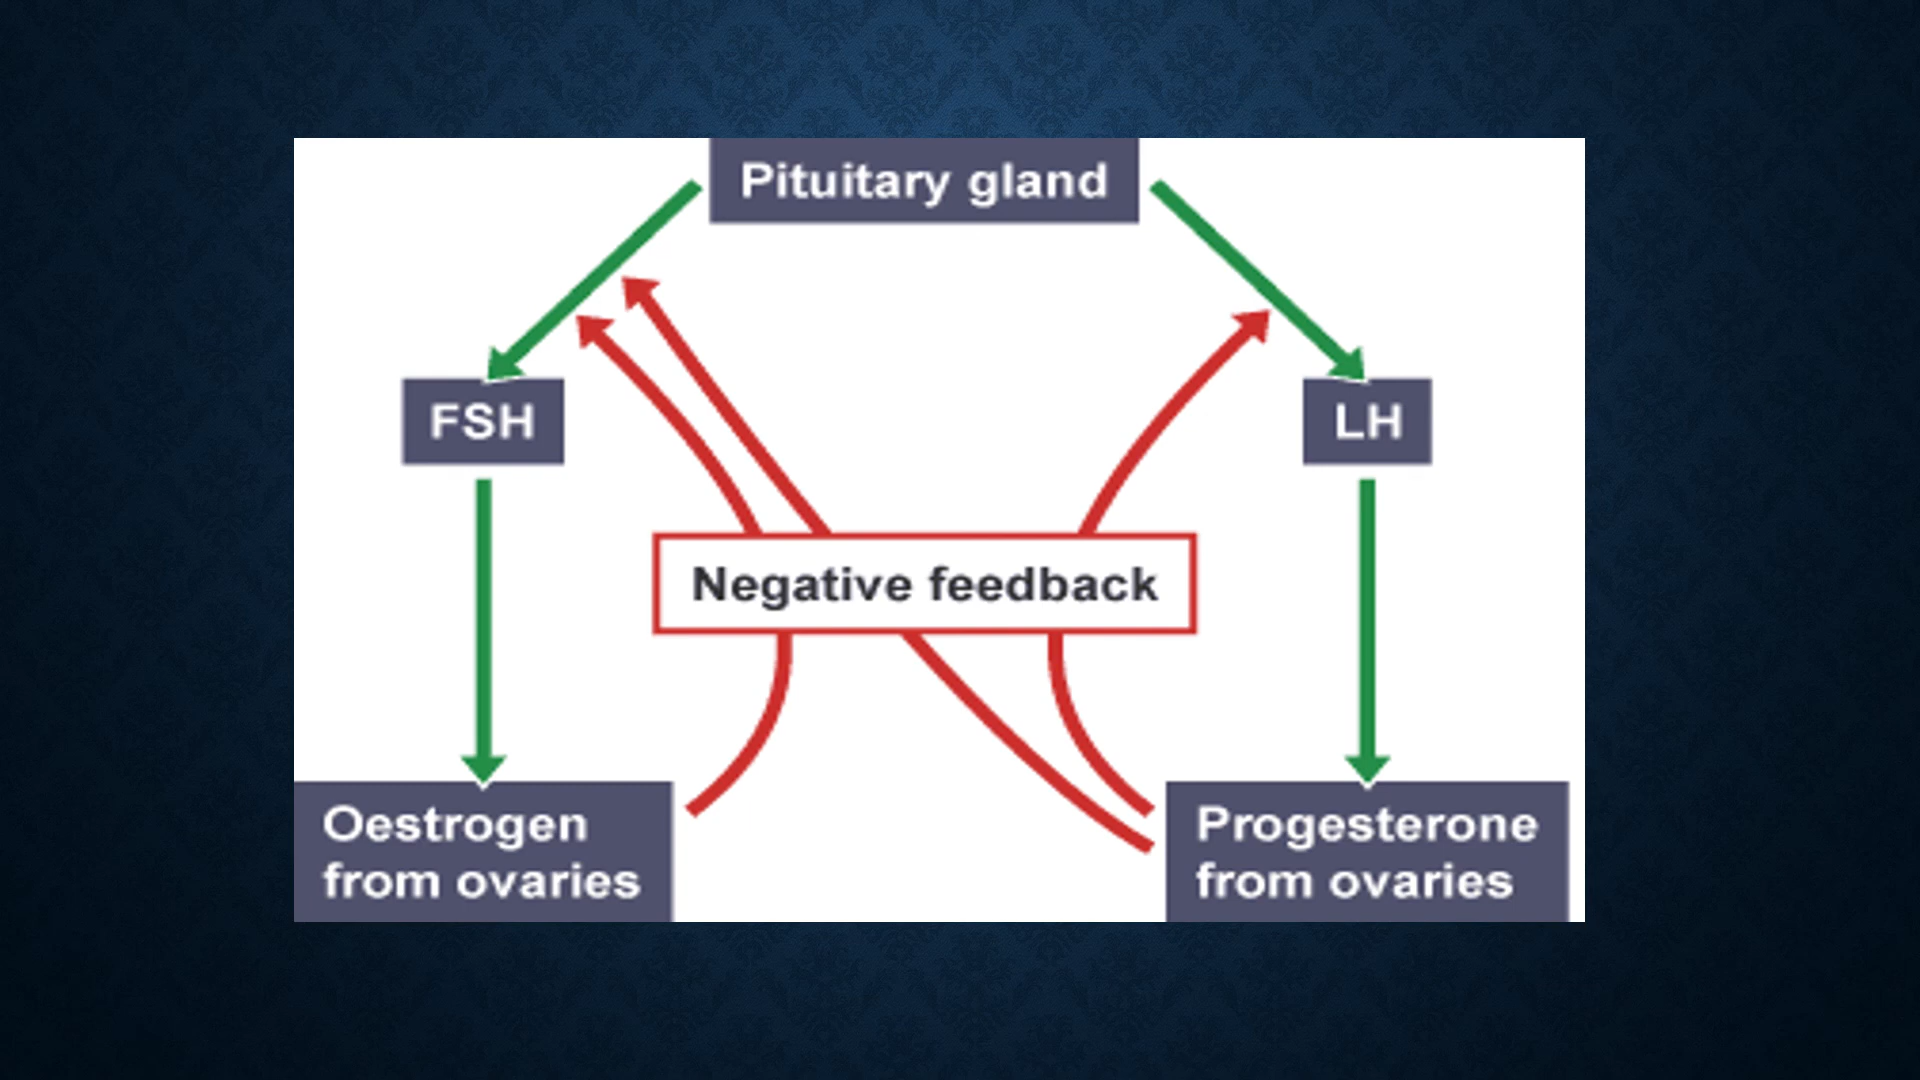 Pituitary gland
FSH
LH
Negative feedback
Oestrogen
from ovaries
Progesterone
from ovaries